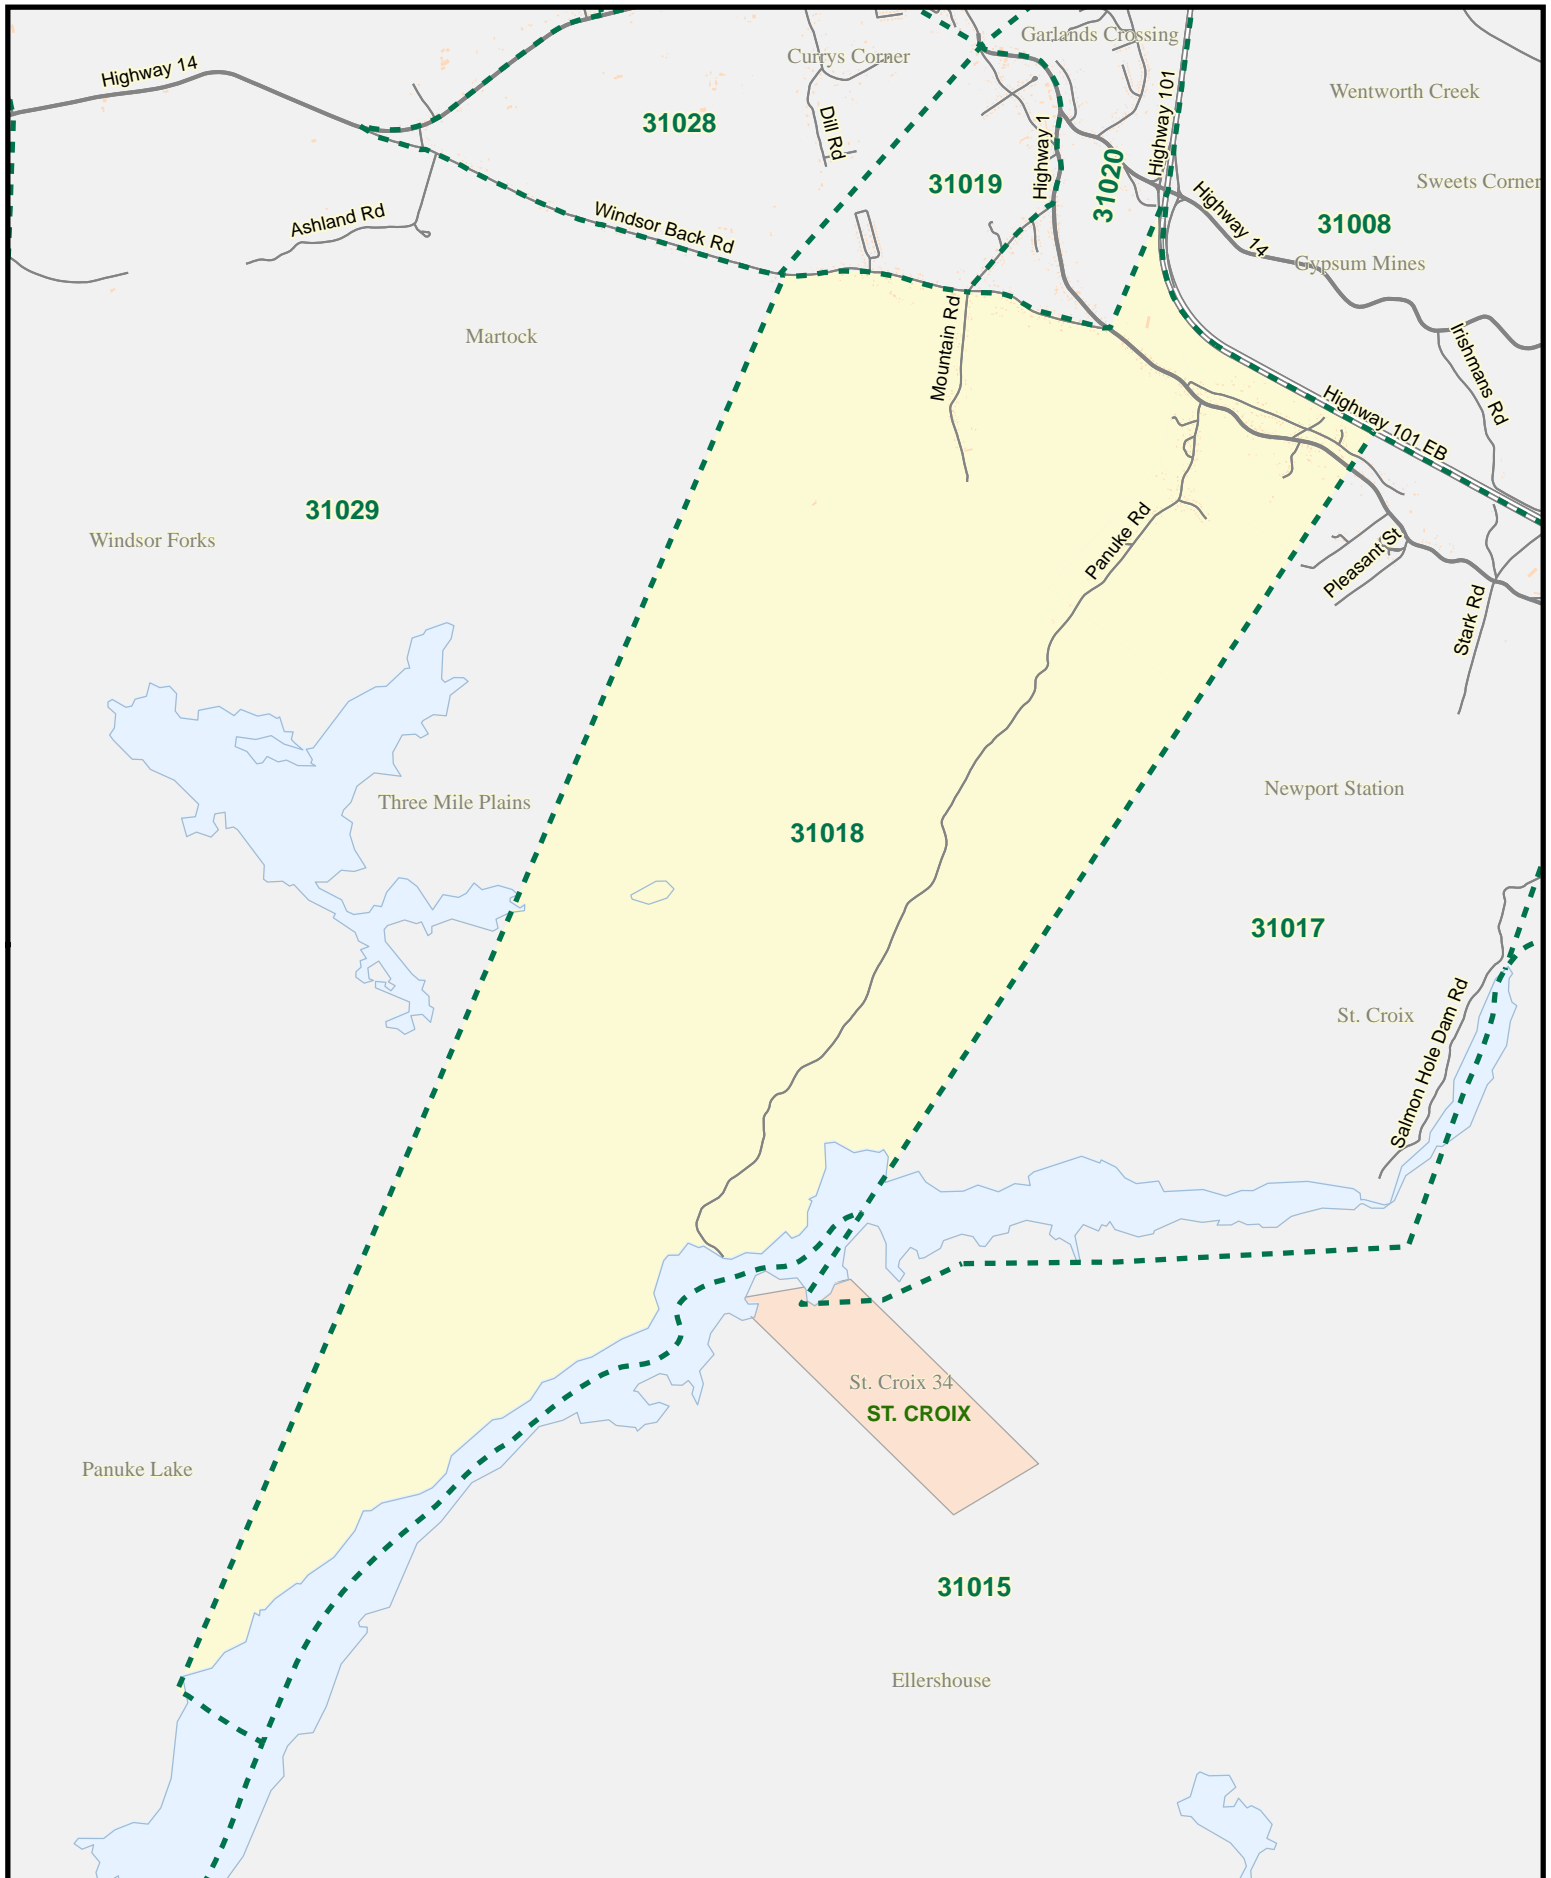 Garlands Crossing
Currys Corner
Highway 14
Highway 101
Wentworth Creek
31028
Dill Rd
Highway 1
31019
31020
Sweets Corner
Highway 14
31008
Ashland Rd
Windsor Back Rd
Gypsum Mines
Martock
Mountain Rd
Irishmans Rd
Highway 101 EB
31029
Windsor Forks
Panuke Rd
Pleasant St
Stark Rd
Newport Station
Three Mile Plains
31018
31017
St. Croix
Salmon Hole Dam Rd
St. Croix 34
ST. CROIX
Panuke Lake
31015
Ellershouse